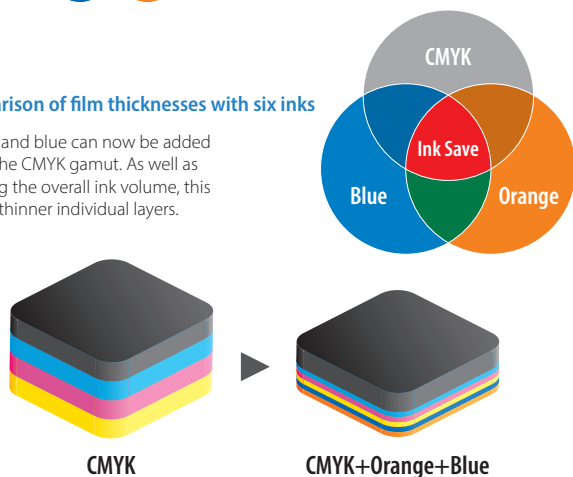 CMYK
Blue
Ink Save
Orange
rison of film thicknesses with six inks
and blue can now be added
he CMYK gamut. As well as
g the overall ink volume, this
thinner individual layers.
CMYK
CMYK+Orange+Blue